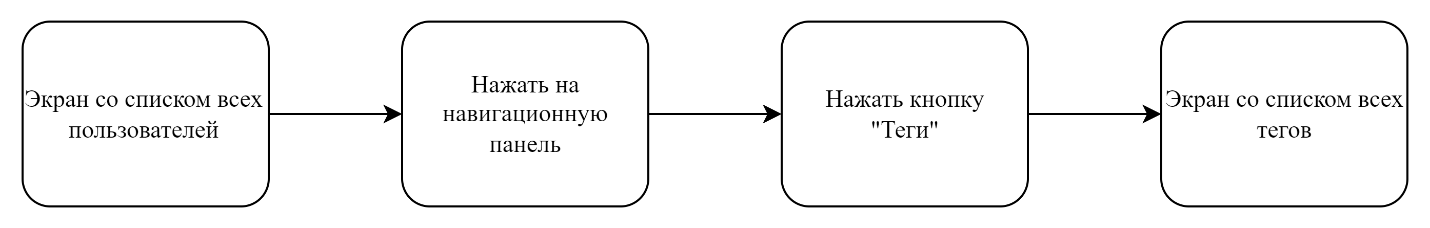 Экран со списком всех
пользователей
Нажать на
навигационную
панель
Нажать кнопку
"Теги"
Экран со списком всех
тегов